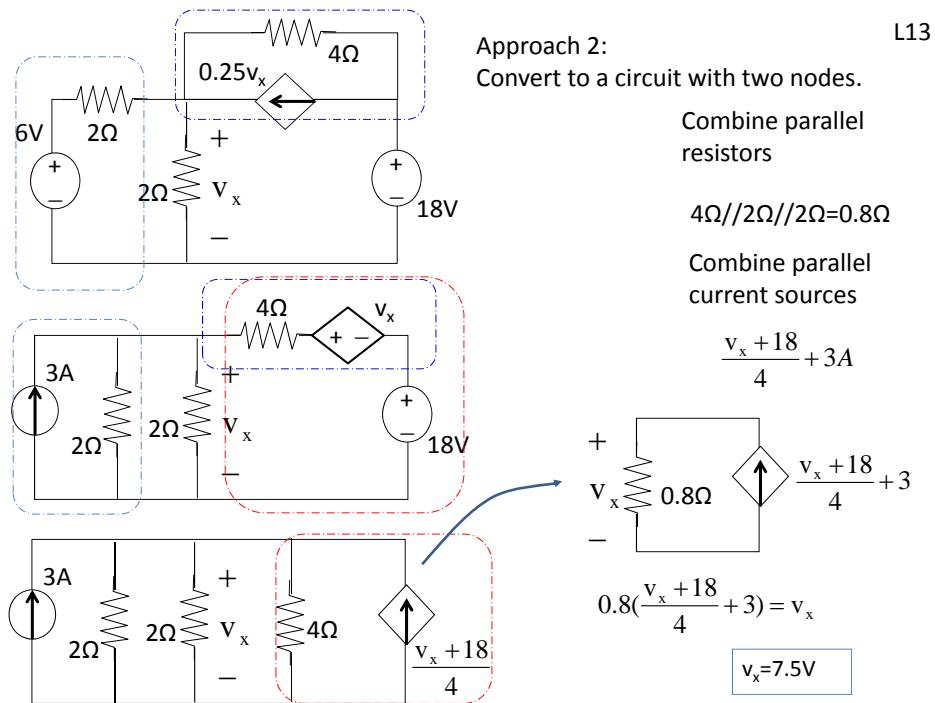 L13
Approach 2:
Convert to a circuit with two nodes.
4Ω
0.25vₓ
6V
2Ω
+
−
2Ω
+
vₓ
−
+
−
18V
Combine parallel
resistors
4Ω//2Ω//2Ω=0.8Ω
Combine parallel
current sources
(vₓ + 18)/4 + 3A
4Ω
vₓ
+ −
3A
2Ω
2Ω
+
vₓ
−
+
−
18V
+
vₓ
−
0.8Ω
(vₓ + 18)/4 + 3
3A
2Ω
2Ω
+
vₓ
−
4Ω
(vₓ + 18)/4
0.8((vₓ + 18)/4 + 3) = vₓ
vₓ=7.5V